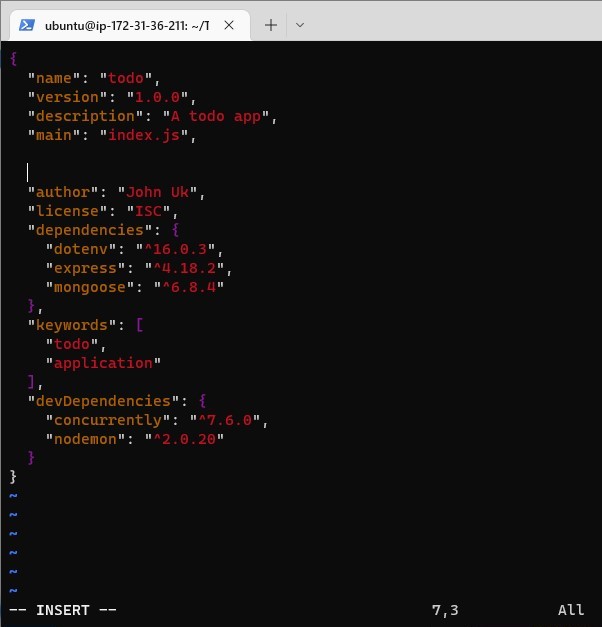 ubuntu@ip-172-31-36-211: ~/T
{
  "name": "todo",
  "version": "1.0.0",
  "description": "A todo app",
  "main": "index.js",

  "author": "John Uk",
  "license": "ISC",
  "dependencies": {
    "dotenv": "^16.0.3",
    "express": "^4.18.2",
    "mongoose": "^6.8.4"
  },
  "keywords": [
    "todo",
    "application"
  ],
  "devDependencies": {
    "concurrently": "^7.6.0",
    "nodemon": "^2.0.20"
  }
}
~
~
~
~
~
~
-- INSERT -- 7,3 All